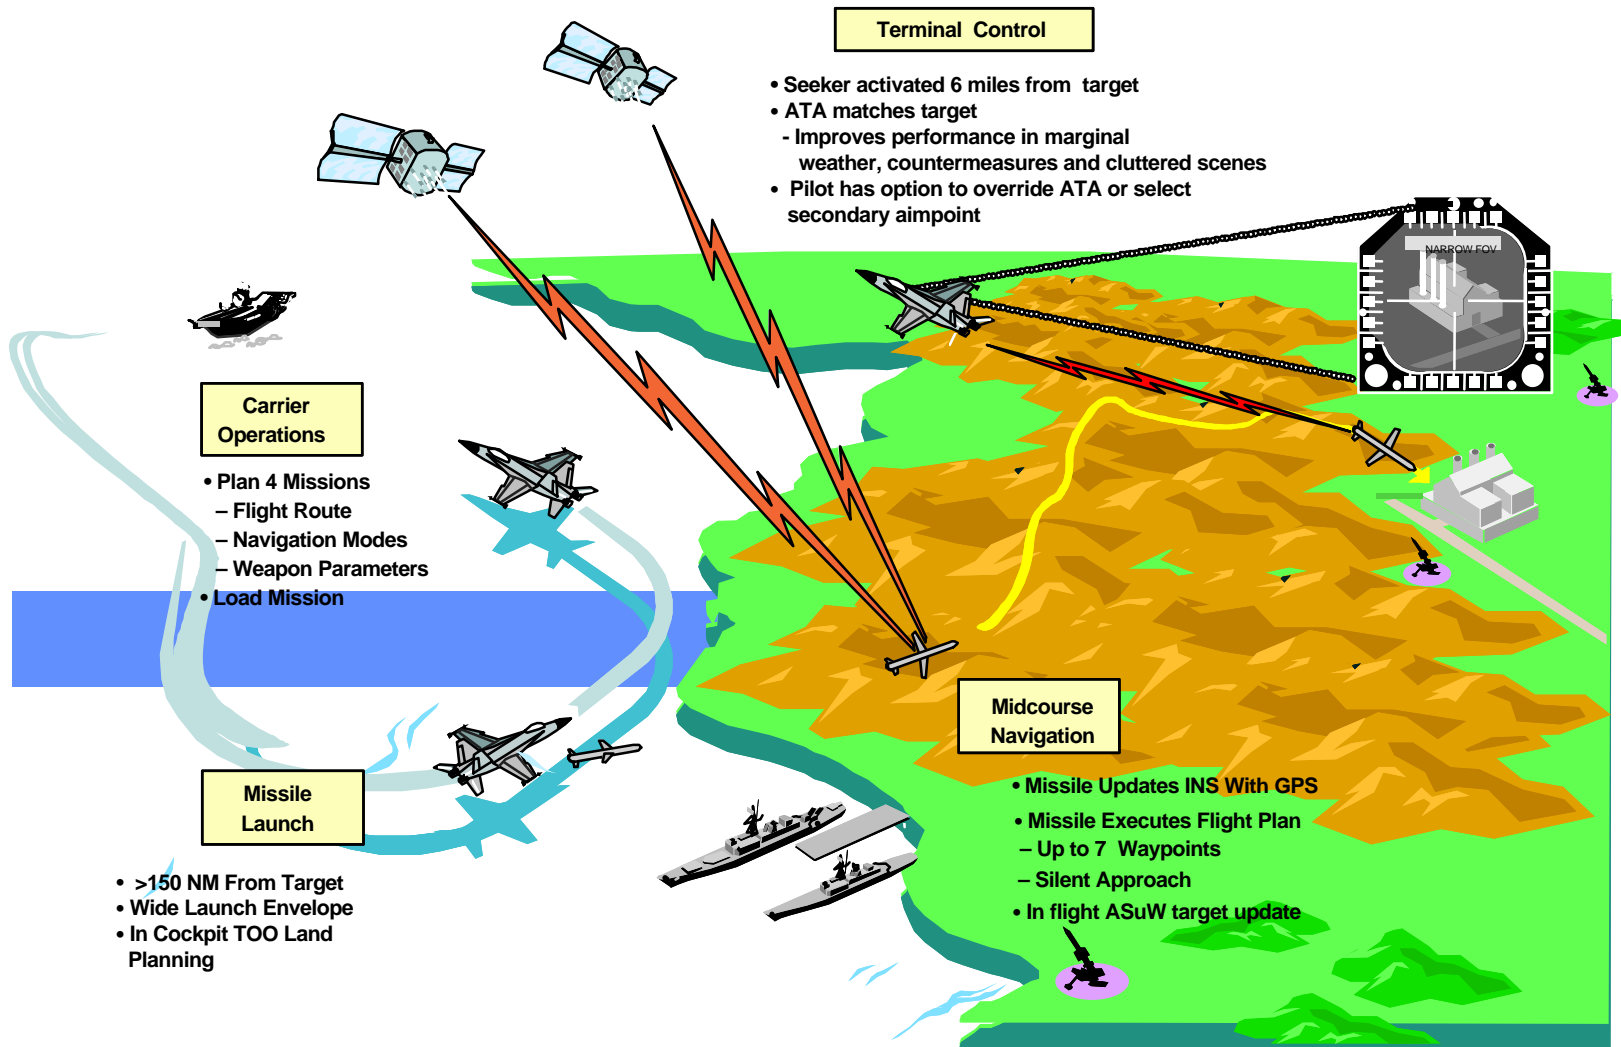 Terminal Control
• Seeker activated 6 miles from target
• ATA matches target
- Improves performance in marginal
weather, countermeasures and cluttered scenes
• Pilot has option to override ATA or select
secondary aimpoint
NARROW FOV
Carrier
Operations
• Plan 4 Missions
– Flight Route
– Navigation Modes
– Weapon Parameters
• Load Mission
Missile
Launch
• >150 NM From Target
• Wide Launch Envelope
• In Cockpit TOO Land
Planning
Midcourse
Navigation
• Missile Updates INS With GPS
• Missile Executes Flight Plan
– Up to 7 Waypoints
– Silent Approach
• In flight ASuW target update